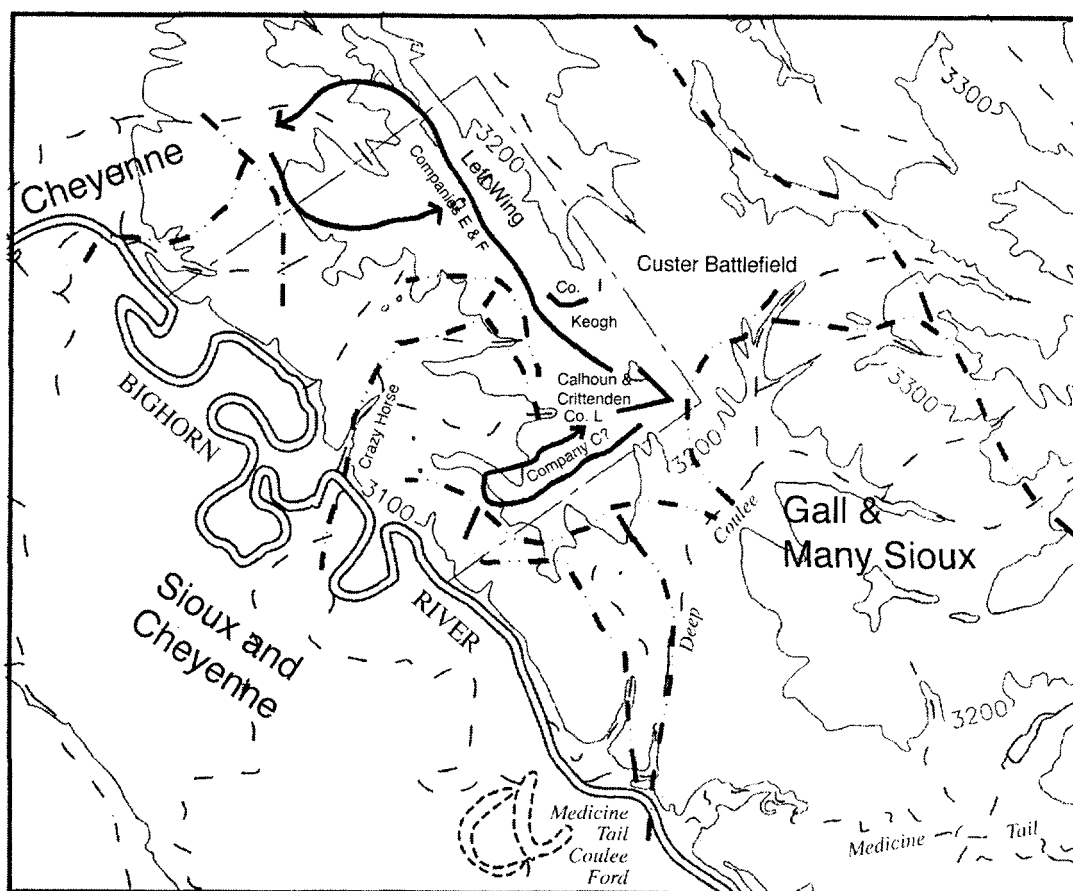 3300
3200
Left Wing
Companies E & F
Cheyenne
Custer Battlefield
Co. I
Keogh
BIGHORN
RIVER
Calhoun &
Crittenden
Co. L
Company C?
Crazy Horse
3300
3200
3100
Coulee
Deep
Gall &
Many Sioux
Sioux and
Cheyenne
3200
Medicine
Tail
Coulee
Ford
Medicine Tail